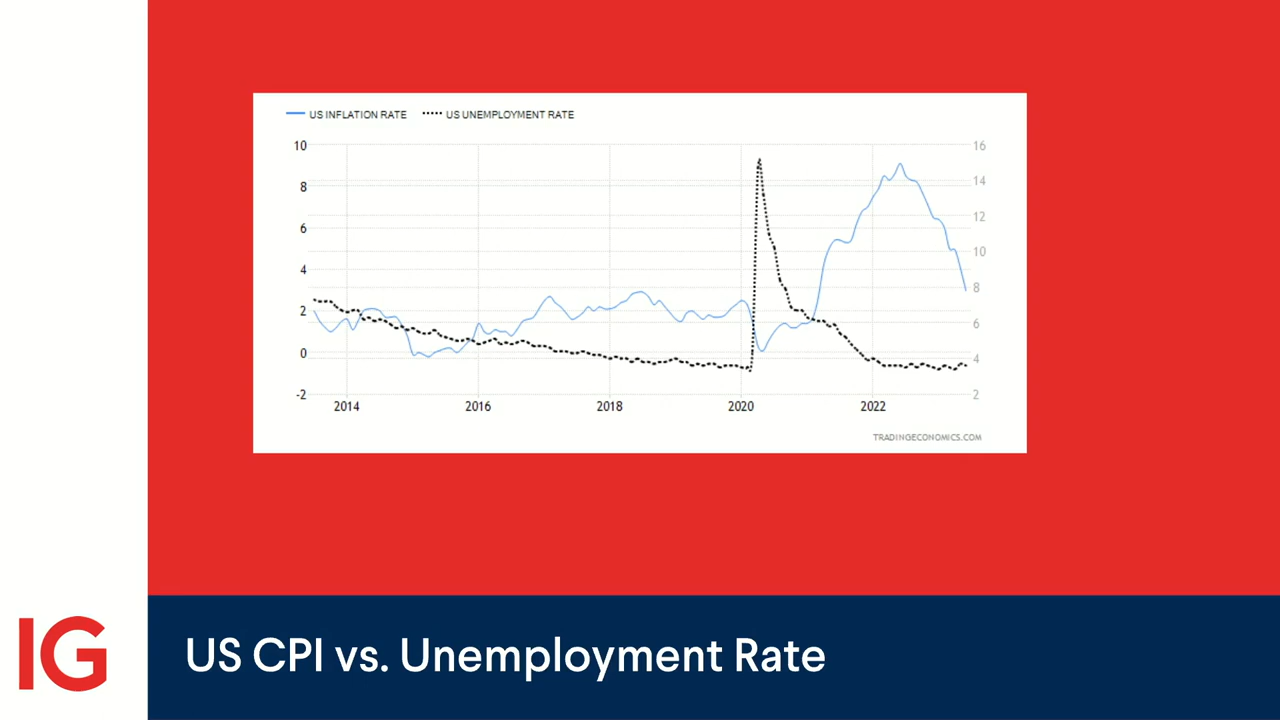 US INFLATION RATE US UNEMPLOYMENT RATE
10 16
8 14
6 12
4 10
2 8
0 6
-2 4
2
2014 2016 2018 2020 2022
TRADINGECONOMICS.COM
IG
US CPI vs. Unemployment Rate